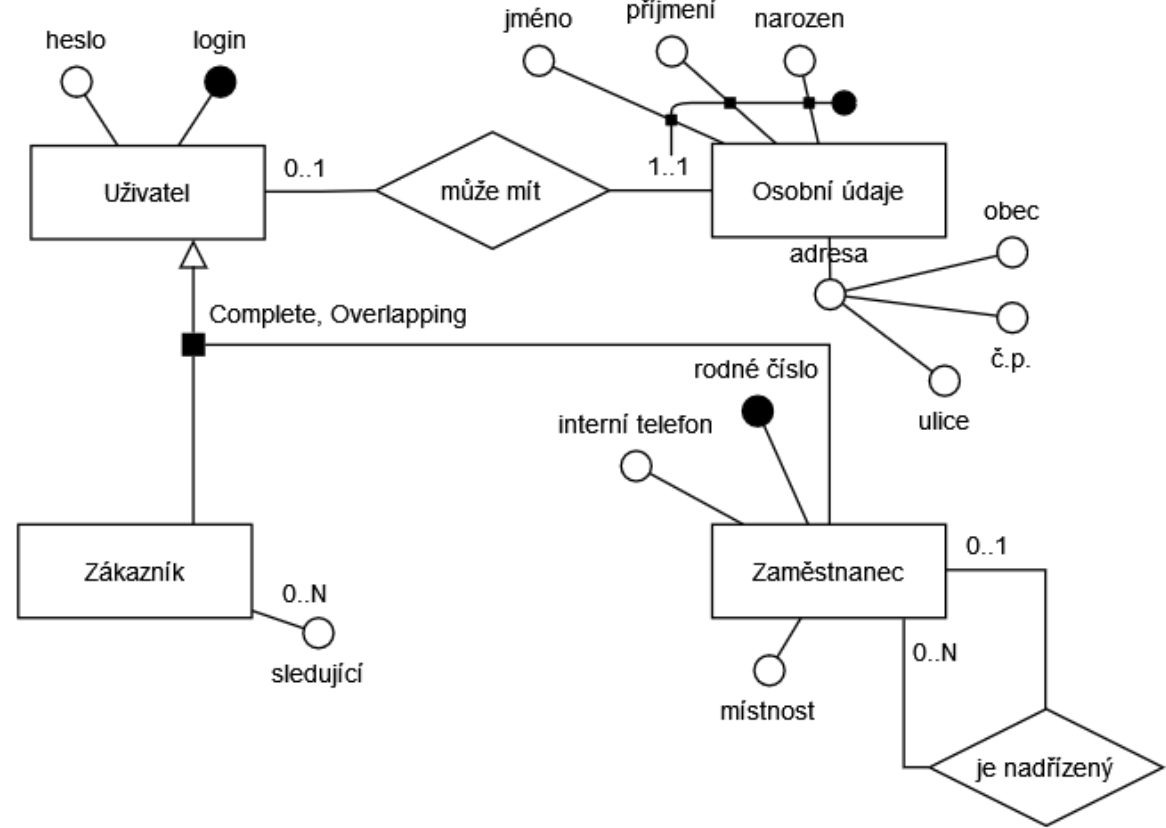 jméno
příjmení
narozen
heslo
login
0..1
1..1
Uživatel
může mít
Osobní údaje
obec
adresa
č.p.
ulice
Complete, Overlapping
rodné číslo
interní telefon
0..1
Zákazník
Zaměstnanec
0..N
sledující
0..N
místnost
je nadřízený